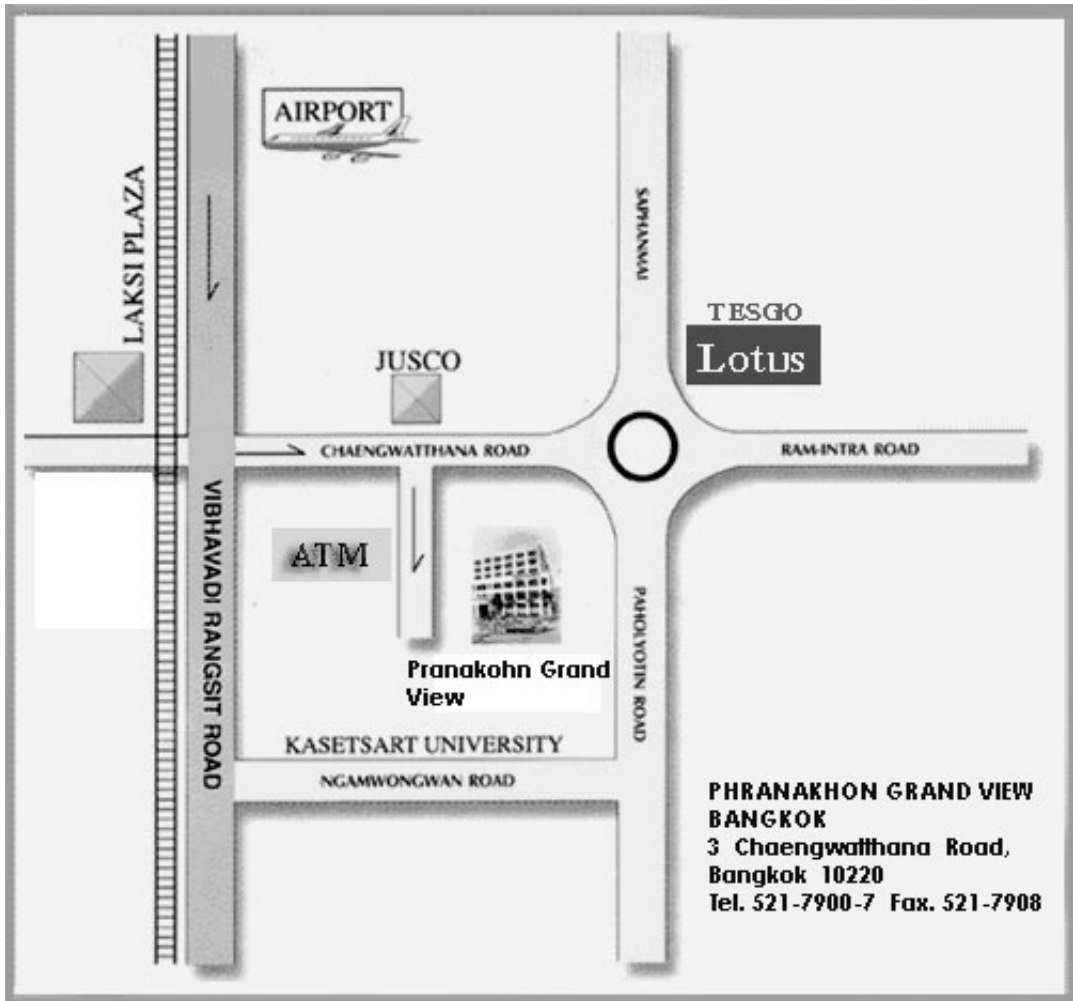 AIRPORT
LAKSI PLAZA
SAPHANMAI
TESGO
Lotus
JUSCO
CHAENGWATTHANA ROAD
RAM-INTRA ROAD
VIBHAVADI RANGSIT ROAD
ATM
Pranakohn Grand
View
PAHOLYOTIN ROAD
KASETSART UNIVERSITY
NGAMWONGWAN ROAD
PHRANAKHON GRAND VIEW
BANGKOK
3 Chaengwatthana Road,
Bangkok 10220
Tel. 521-7900-7 Fax. 521-7908